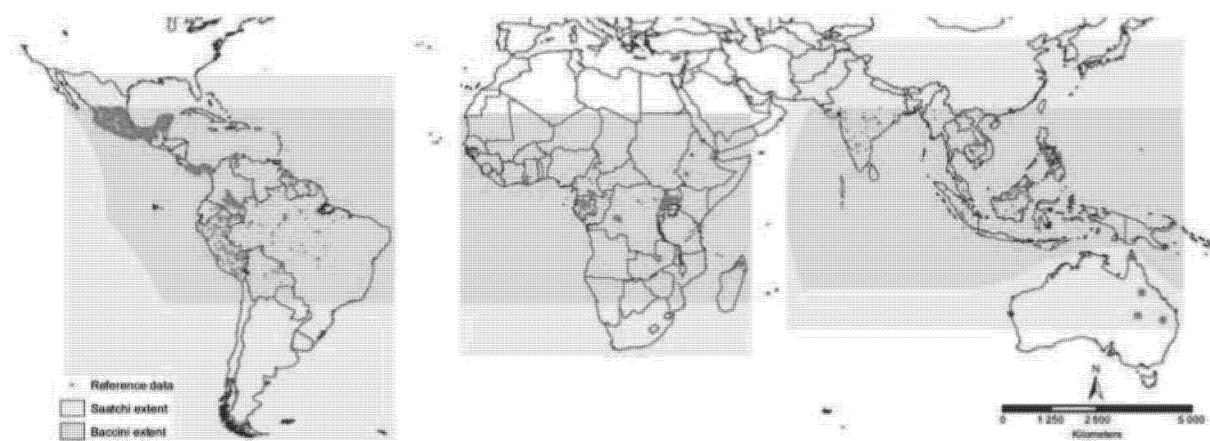 Reference data
Saatchi extent
Baccini extent
N
0 1 250 2 500 5 000
Kilometers